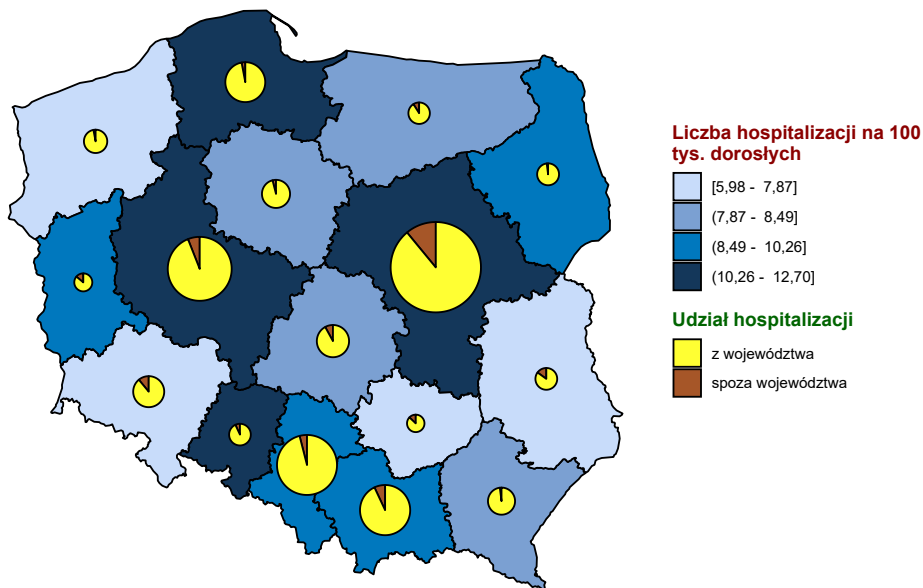 Liczba hospitalizacji na 100
tys. dorosłych
[5,98 - 7,87]
(7,87 - 8,49]
(8,49 - 10,26]
(10,26 - 12,70]
Udział hospitalizacji
z województwa
spoza województwa